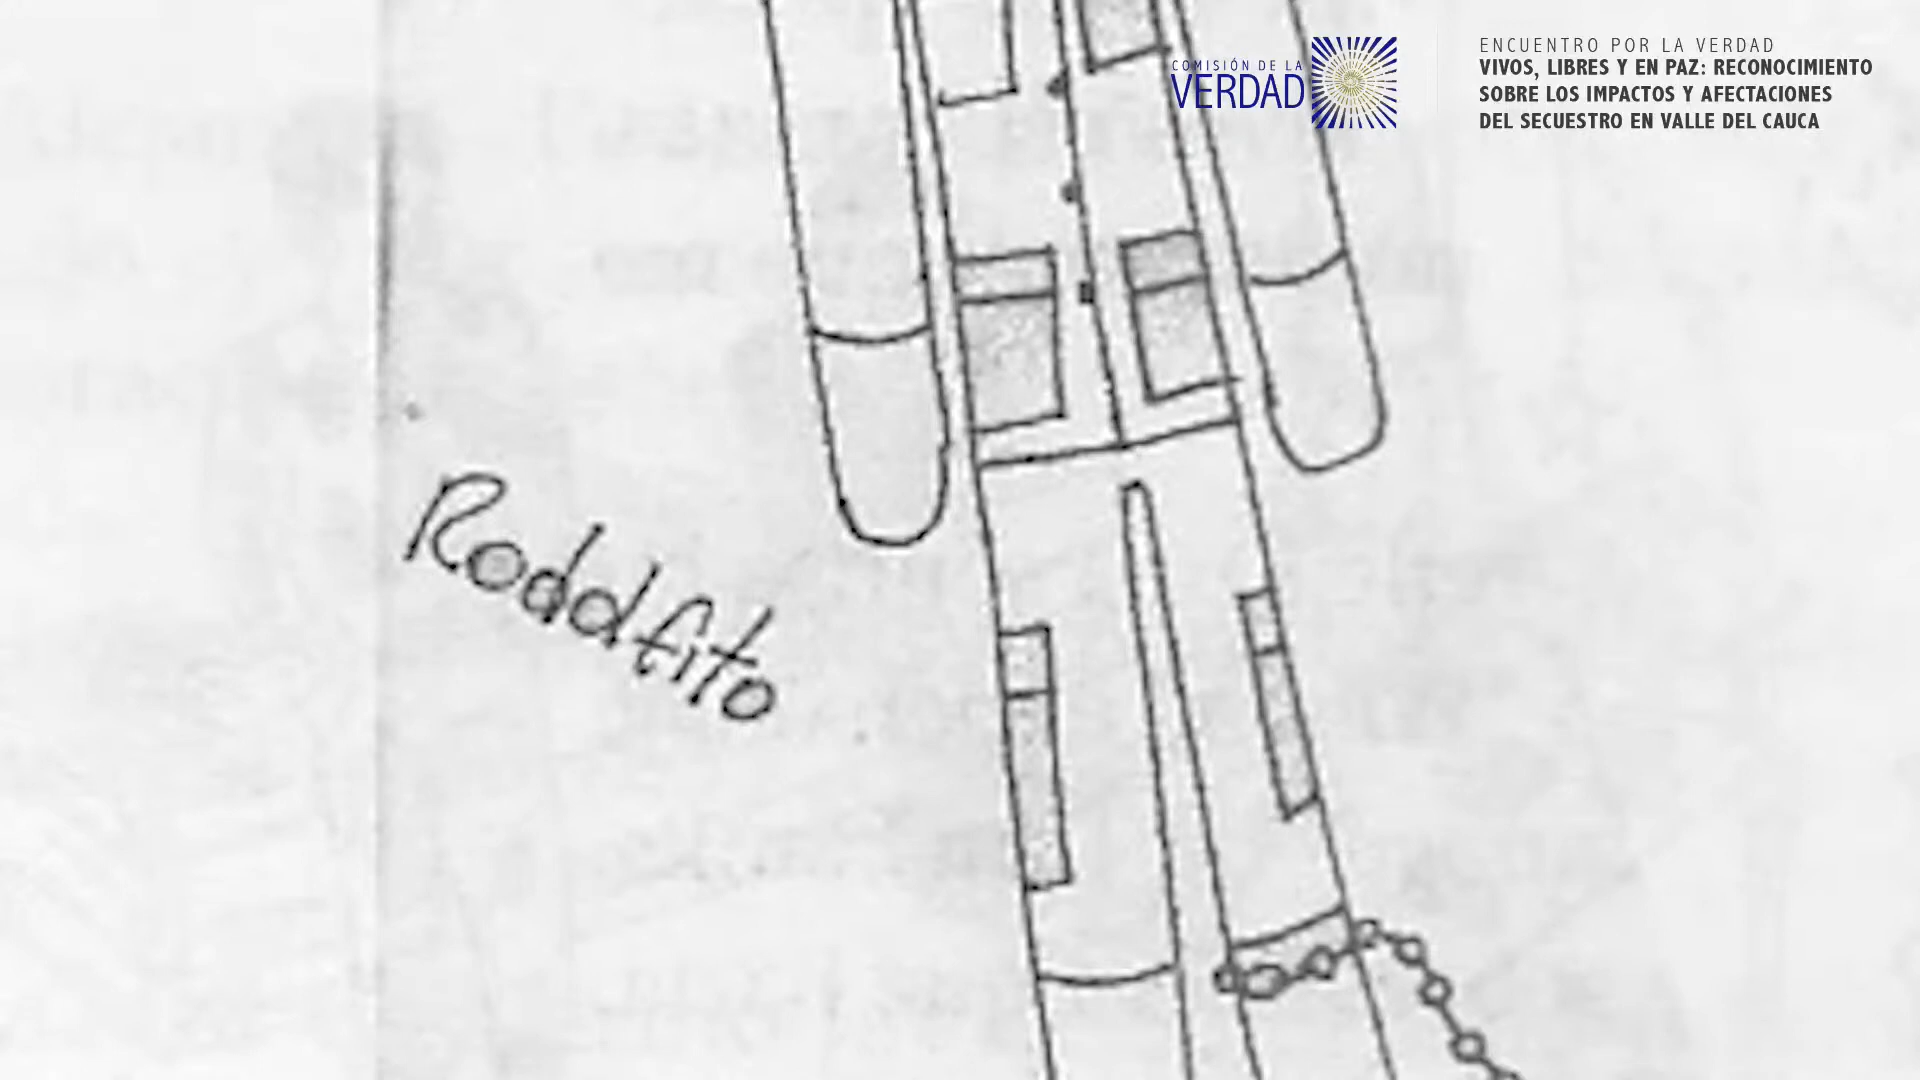 COMISIÓN DE LA
VERDAD
ENCUENTRO POR LA VERDAD
VIVOS, LIBRES Y EN PAZ: RECONOCIMIENTO
SOBRE LOS IMPACTOS Y AFECTACIONES
DEL SECUESTRO EN VALLE DEL CAUCA
Rodolfito